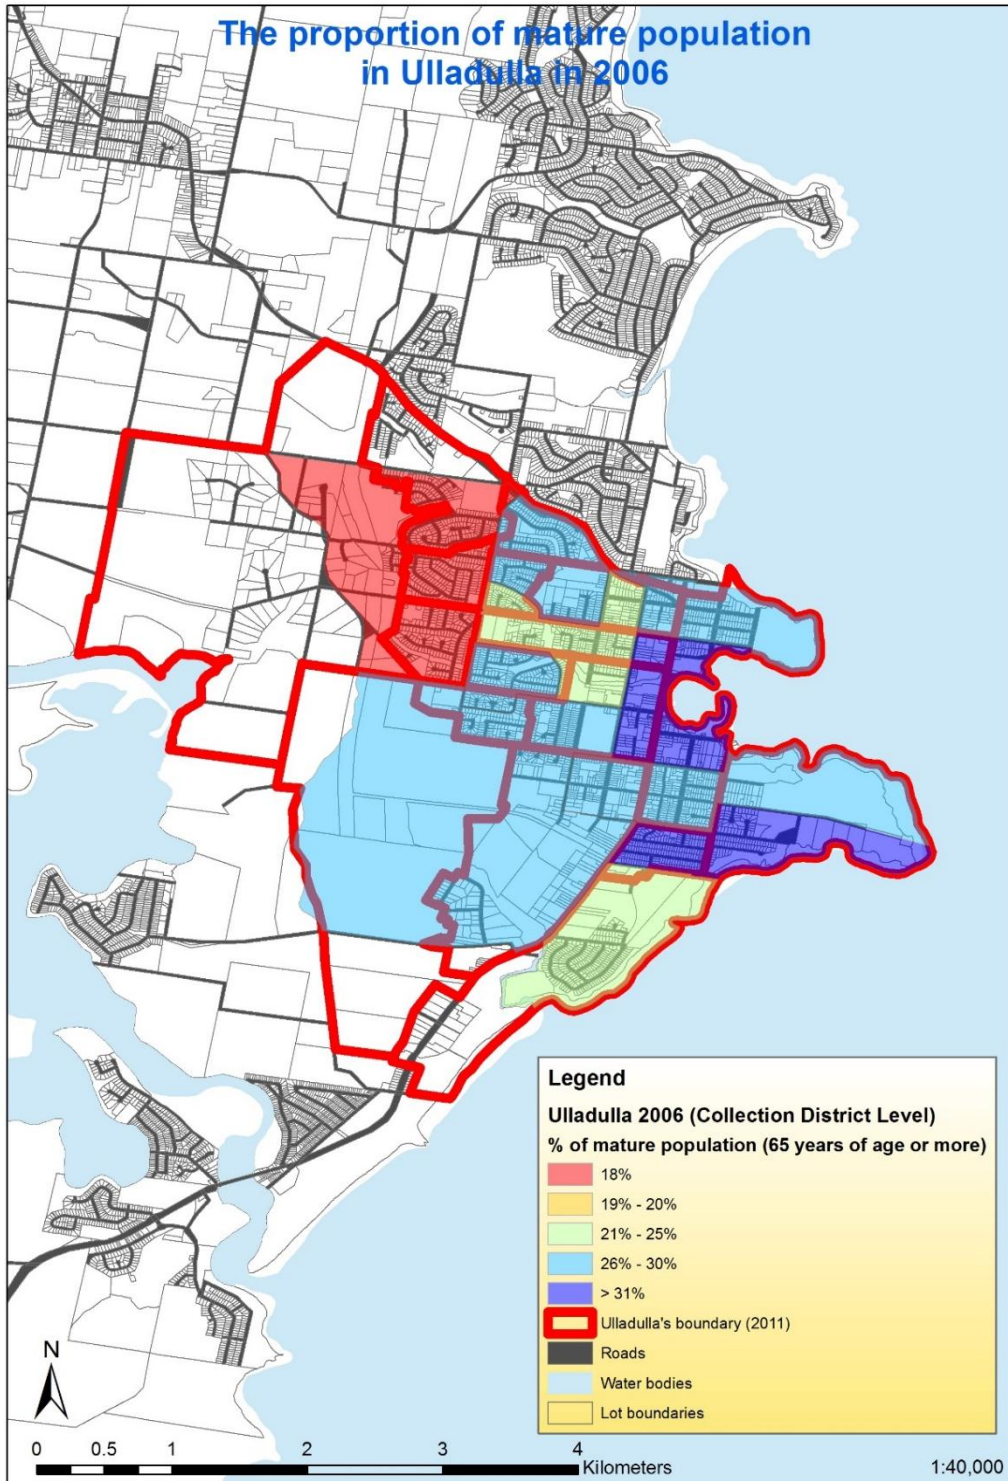 The proportion of mature population
in Ulladulla in 2006
Legend
Ulladulla 2006 (Collection District Level)
% of mature population (65 years of age or more)
18%
19% - 20%
21% - 25%
26% - 30%
> 31%
Ulladulla's boundary (2011)
Roads
Water bodies
Lot boundaries
N
0 0.5 1 2 3 4
Kilometers
1:40,000